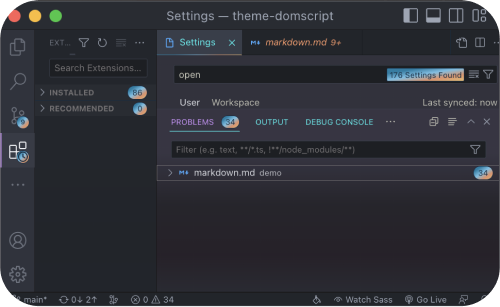 Settings — theme-domscript
EXT...
Settings
markdown.md 9+
Search Extensions...
open
176 Settings Found
INSTALLED 86
RECOMMENDED 0
User Workspace
Last synced: now
9
PROBLEMS 34 OUTPUT DEBUG CONSOLE
Filter (e.g. text, **/*.ts, !**/node_modules/**)
markdown.md demo 34
main* 0↓ 2↑ 0 34 Watch Sass Go Live